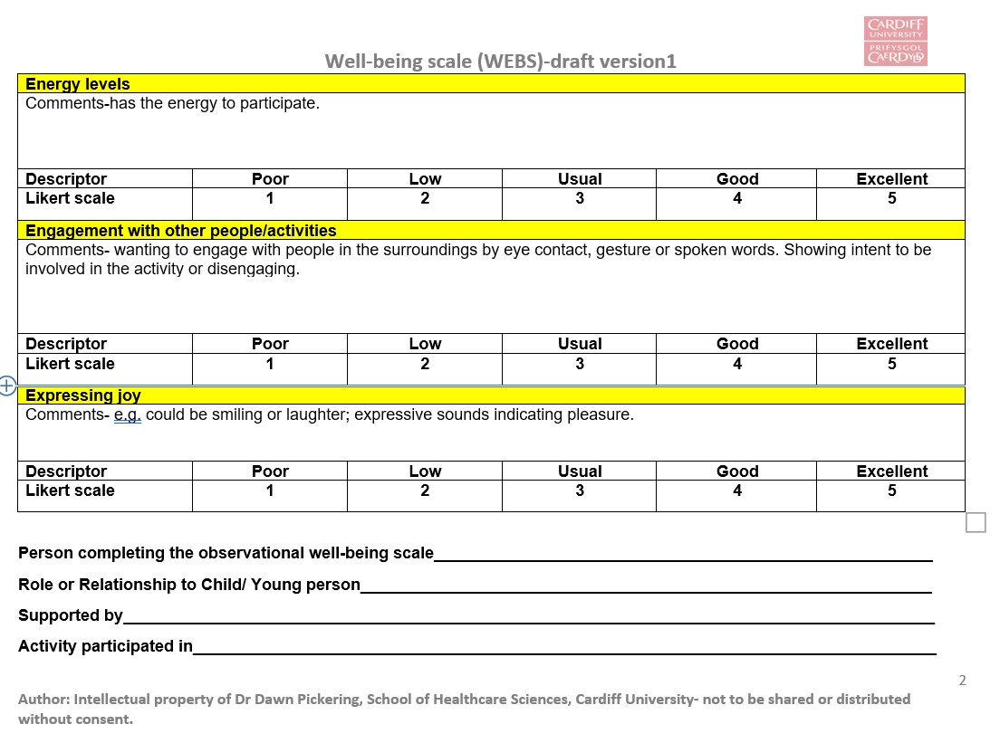 CARDIFF
UNIVERSITY
PRIFYSGOL
CAERDYDD
Well-being scale (WEBS)-draft version1
Energy levels
Comments-has the energy to participate.
Descriptor Poor Low Usual Good Excellent
Likert scale 1 2 3 4 5
Engagement with other people/activities
Comments- wanting to engage with people in the surroundings by eye contact, gesture or spoken words. Showing intent to be
involved in the activity or disengaging.
Descriptor Poor Low Usual Good Excellent
Likert scale 1 2 3 4 5
Expressing joy
Comments- e.g. could be smiling or laughter; expressive sounds indicating pleasure.
Descriptor Poor Low Usual Good Excellent
Likert scale 1 2 3 4 5
Person completing the observational well-being scale
Role or Relationship to Child/ Young person
Supported by
Activity participated in
2
Author: Intellectual property of Dr Dawn Pickering, School of Healthcare Sciences, Cardiff University- not to be shared or distributed
without consent.